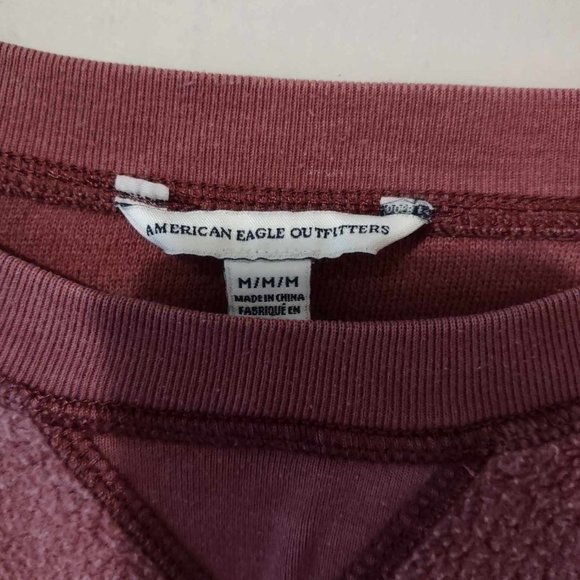 AMERICAN EAGLE OUTFITTERS
M/M/M
MADE IN CHINA
FABRIQUÉ EN